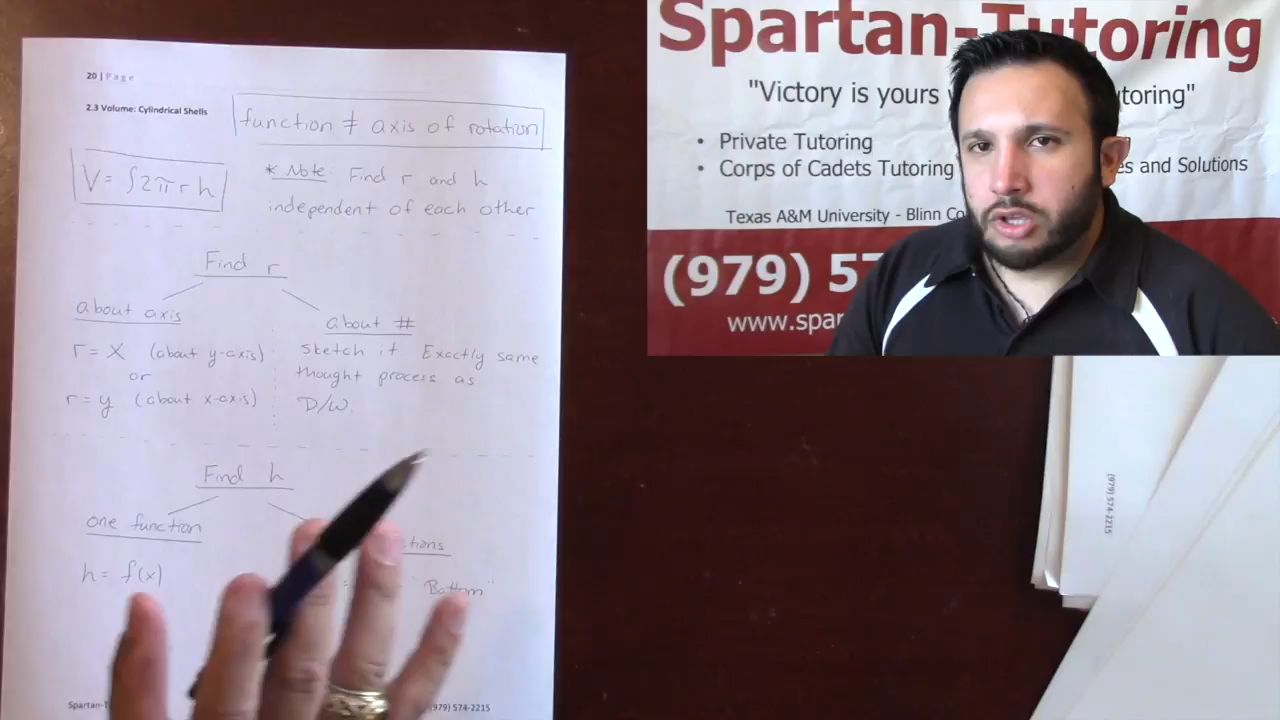 20 | Page
2.3 Volume: Cylindrical Shells
function ≠ axis of rotation
V = ∫2πrh
* Note: Find r and h
independent of each other
Find r
about axis
r = x (about y-axis)
or
r = y (about x-axis)
about #
sketch it Exactly same
thought process as
D/W.
Find h
one function
h = f(x)
"Bottom"
574-2215
Spartan-Tutoring
"Victory is yours
• Private Tutoring
• Corps of Cadets Tutoring
and Solutions
Texas A&M University - Blinn
(979) 57
www.spar
(979) 574-2215